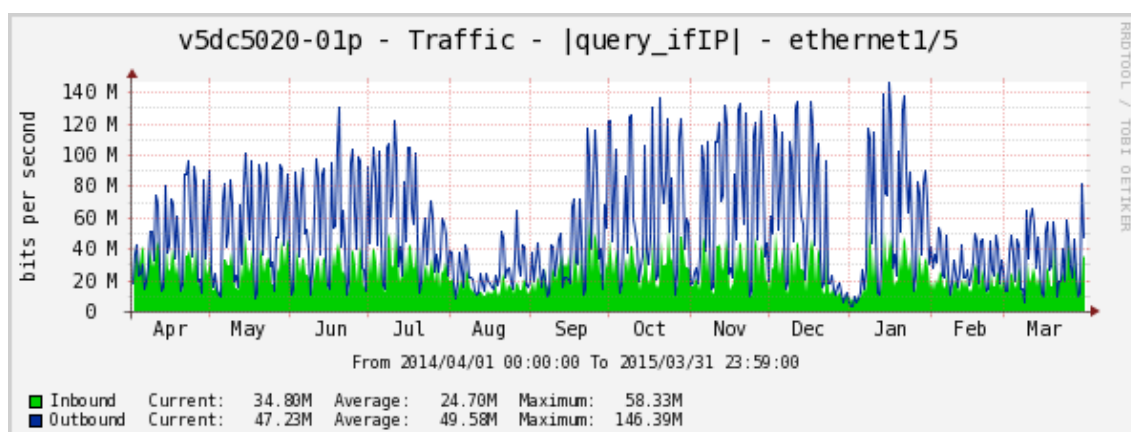 v5dc5020-01p - Traffic - |query_ifIP| - ethernet1/5
RRDTOOL / TOBI OETIKER
bits per second
140 M
120 M
100 M
80 M
60 M
40 M
20 M
0
Apr May Jun Jul Aug Sep Oct Nov Dec Jan Feb Mar
From 2014/04/01 00:00:00 To 2015/03/31 23:59:00
Inbound Current: 34.80M Average: 24.70M Maximum: 58.33M
Outbound Current: 47.23M Average: 49.58M Maximum: 146.39M